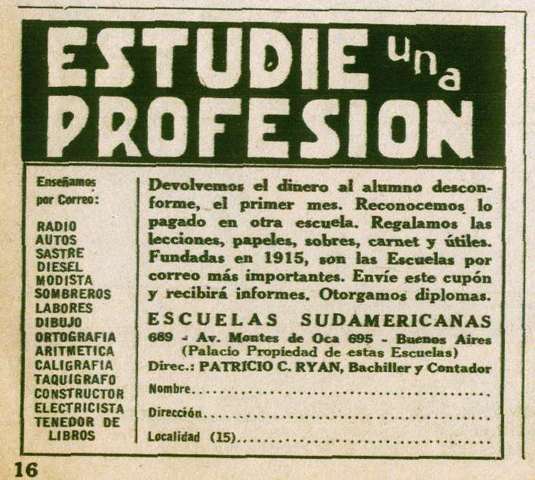 ESTUDIE una
PROFESION
Enseñamos
por Correo:
RADIO
AUTOS
SASTRE
DIESEL
MODISTA
SOMBREROS
LABORES
DIBUJO
ORTOGRAFIA
ARITMETICA
CALIGRAFIA
TAQUIGRAFO
CONSTRUCTOR
ELECTRICISTA
TENEDOR DE
LIBROS
Devolvemos el dinero al alumno descon-
forme, el primer mes. Reconocemos lo
pagado en otra escuela. Regalamos las
lecciones, papeles, sobres, carnet y útiles.
Fundadas en 1915, son las Escuelas por
correo más importantes. Envíe este cupón
y recibirá informes. Otorgamos diplomas.
ESCUELAS SUDAMERICANAS
689 - Av. Montes de Oca 695 - Buenos Aires
(Palacio Propiedad de estas Escuelas)
Direc.: PATRICIO C. RYAN, Bachiller y Contador
Nombre
Dirección
Localidad (15)
16